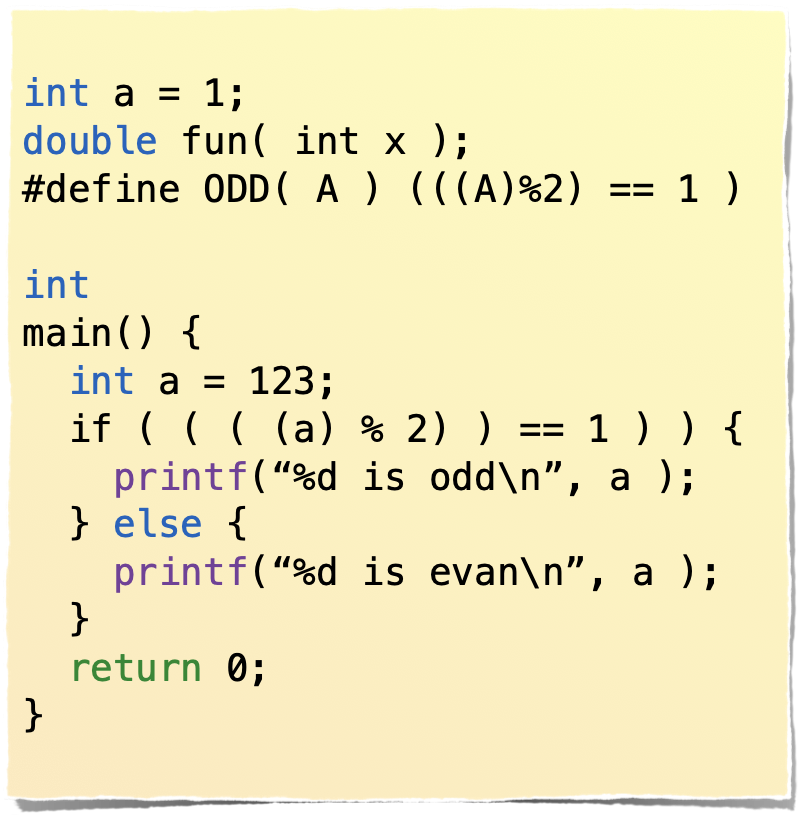 int a = 1;
double fun( int x );
#define ODD( A ) (((A)%2) == 1 )
int
main() {
int a = 123;
if ( ( ( (a) % 2) ) == 1 ) ) {
printf(“%d is odd\n”, a );
} else {
printf(“%d is evan\n”, a );
}
return 0;
}